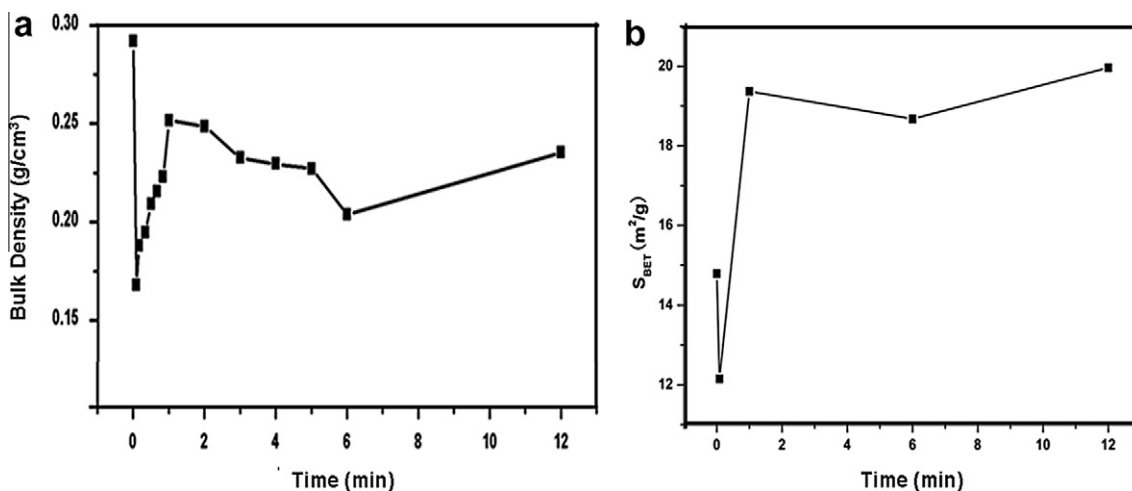 a
0.30
0.25
0.20
0.15
Bulk Density (g/cm³)
0 2 4 6 8 10 12
Time (min)
b
20
18
16
14
12
S_BET (m²/g)
0 2 4 6 8 10 12
Time (min)